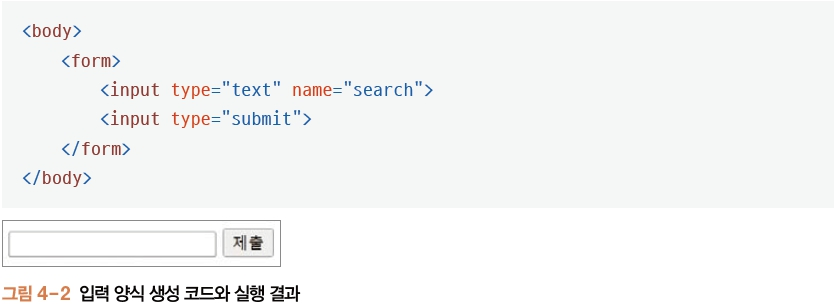 <body>
<form>
<input type="text" name="search">
<input type="submit">
</form>
</body>
제출
그림 4-2 입력 양식 생성 코드와 실행 결과